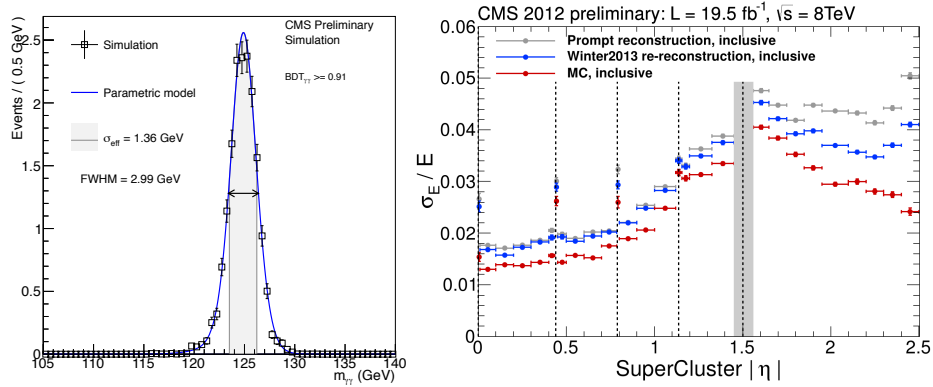 CMS Preliminary
Simulation
BDTγγ >= 0.91
Simulation
Parametric model
σeff = 1.36 GeV
FWHM = 2.99 GeV
Events / ( 0.5 GeV )
2.5
2
1.5
1
0.5
0
105 110 115 120 125 130 135 140
mγγ (GeV)
CMS 2012 preliminary: L = 19.5 fb⁻¹, √s = 8TeV
Prompt reconstruction, inclusive
Winter2013 re-reconstruction, inclusive
MC, inclusive
σE / E
0.06
0.05
0.04
0.03
0.02
0.01
0
0 0.5 1 1.5 2 2.5
SuperCluster | η |